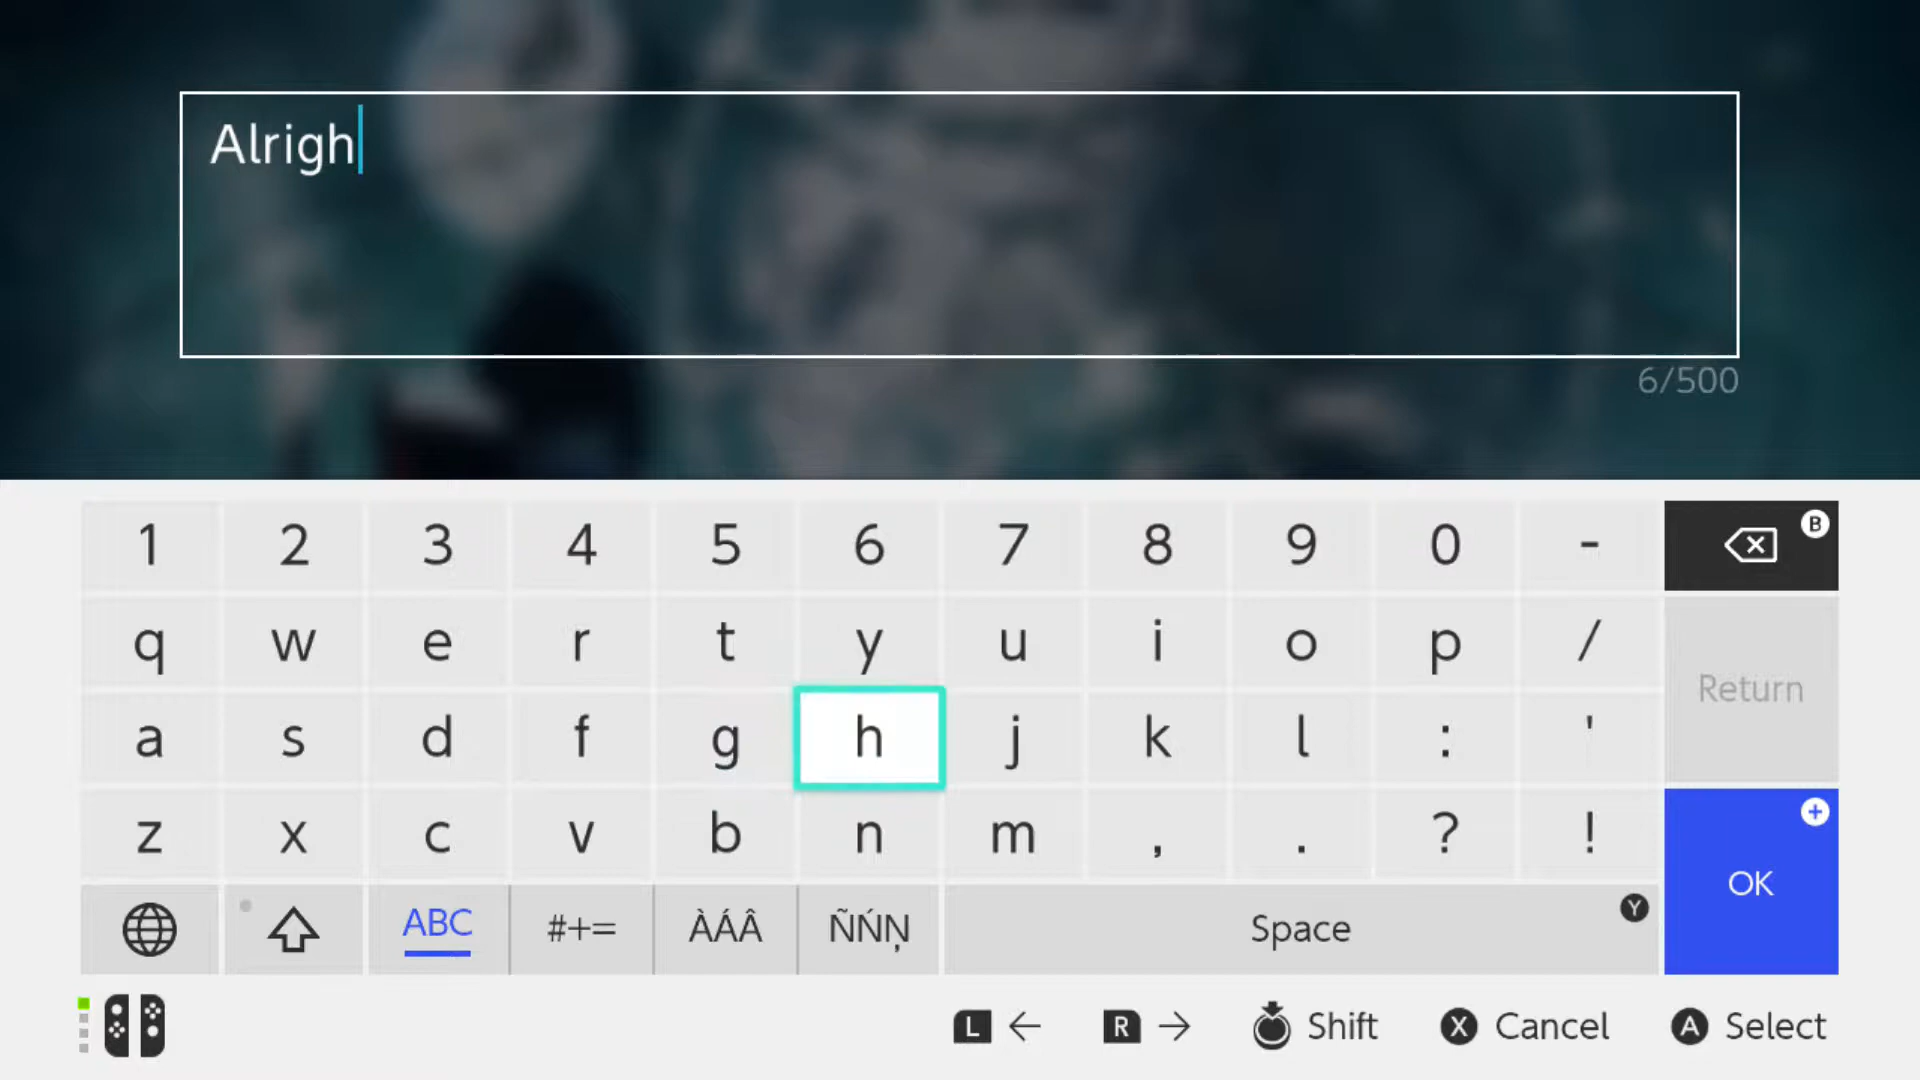 Alrigh
6/500
1 2 3 4 5 6 7 8 9 0 - B
q w e r t y u i o p / Return
a s d f g h j k l : '
z x c v b n m , . ? ! + OK
ABC #+= ÀÁÂ ÑŃŅ Space Y
L ← R → Shift X Cancel A Select